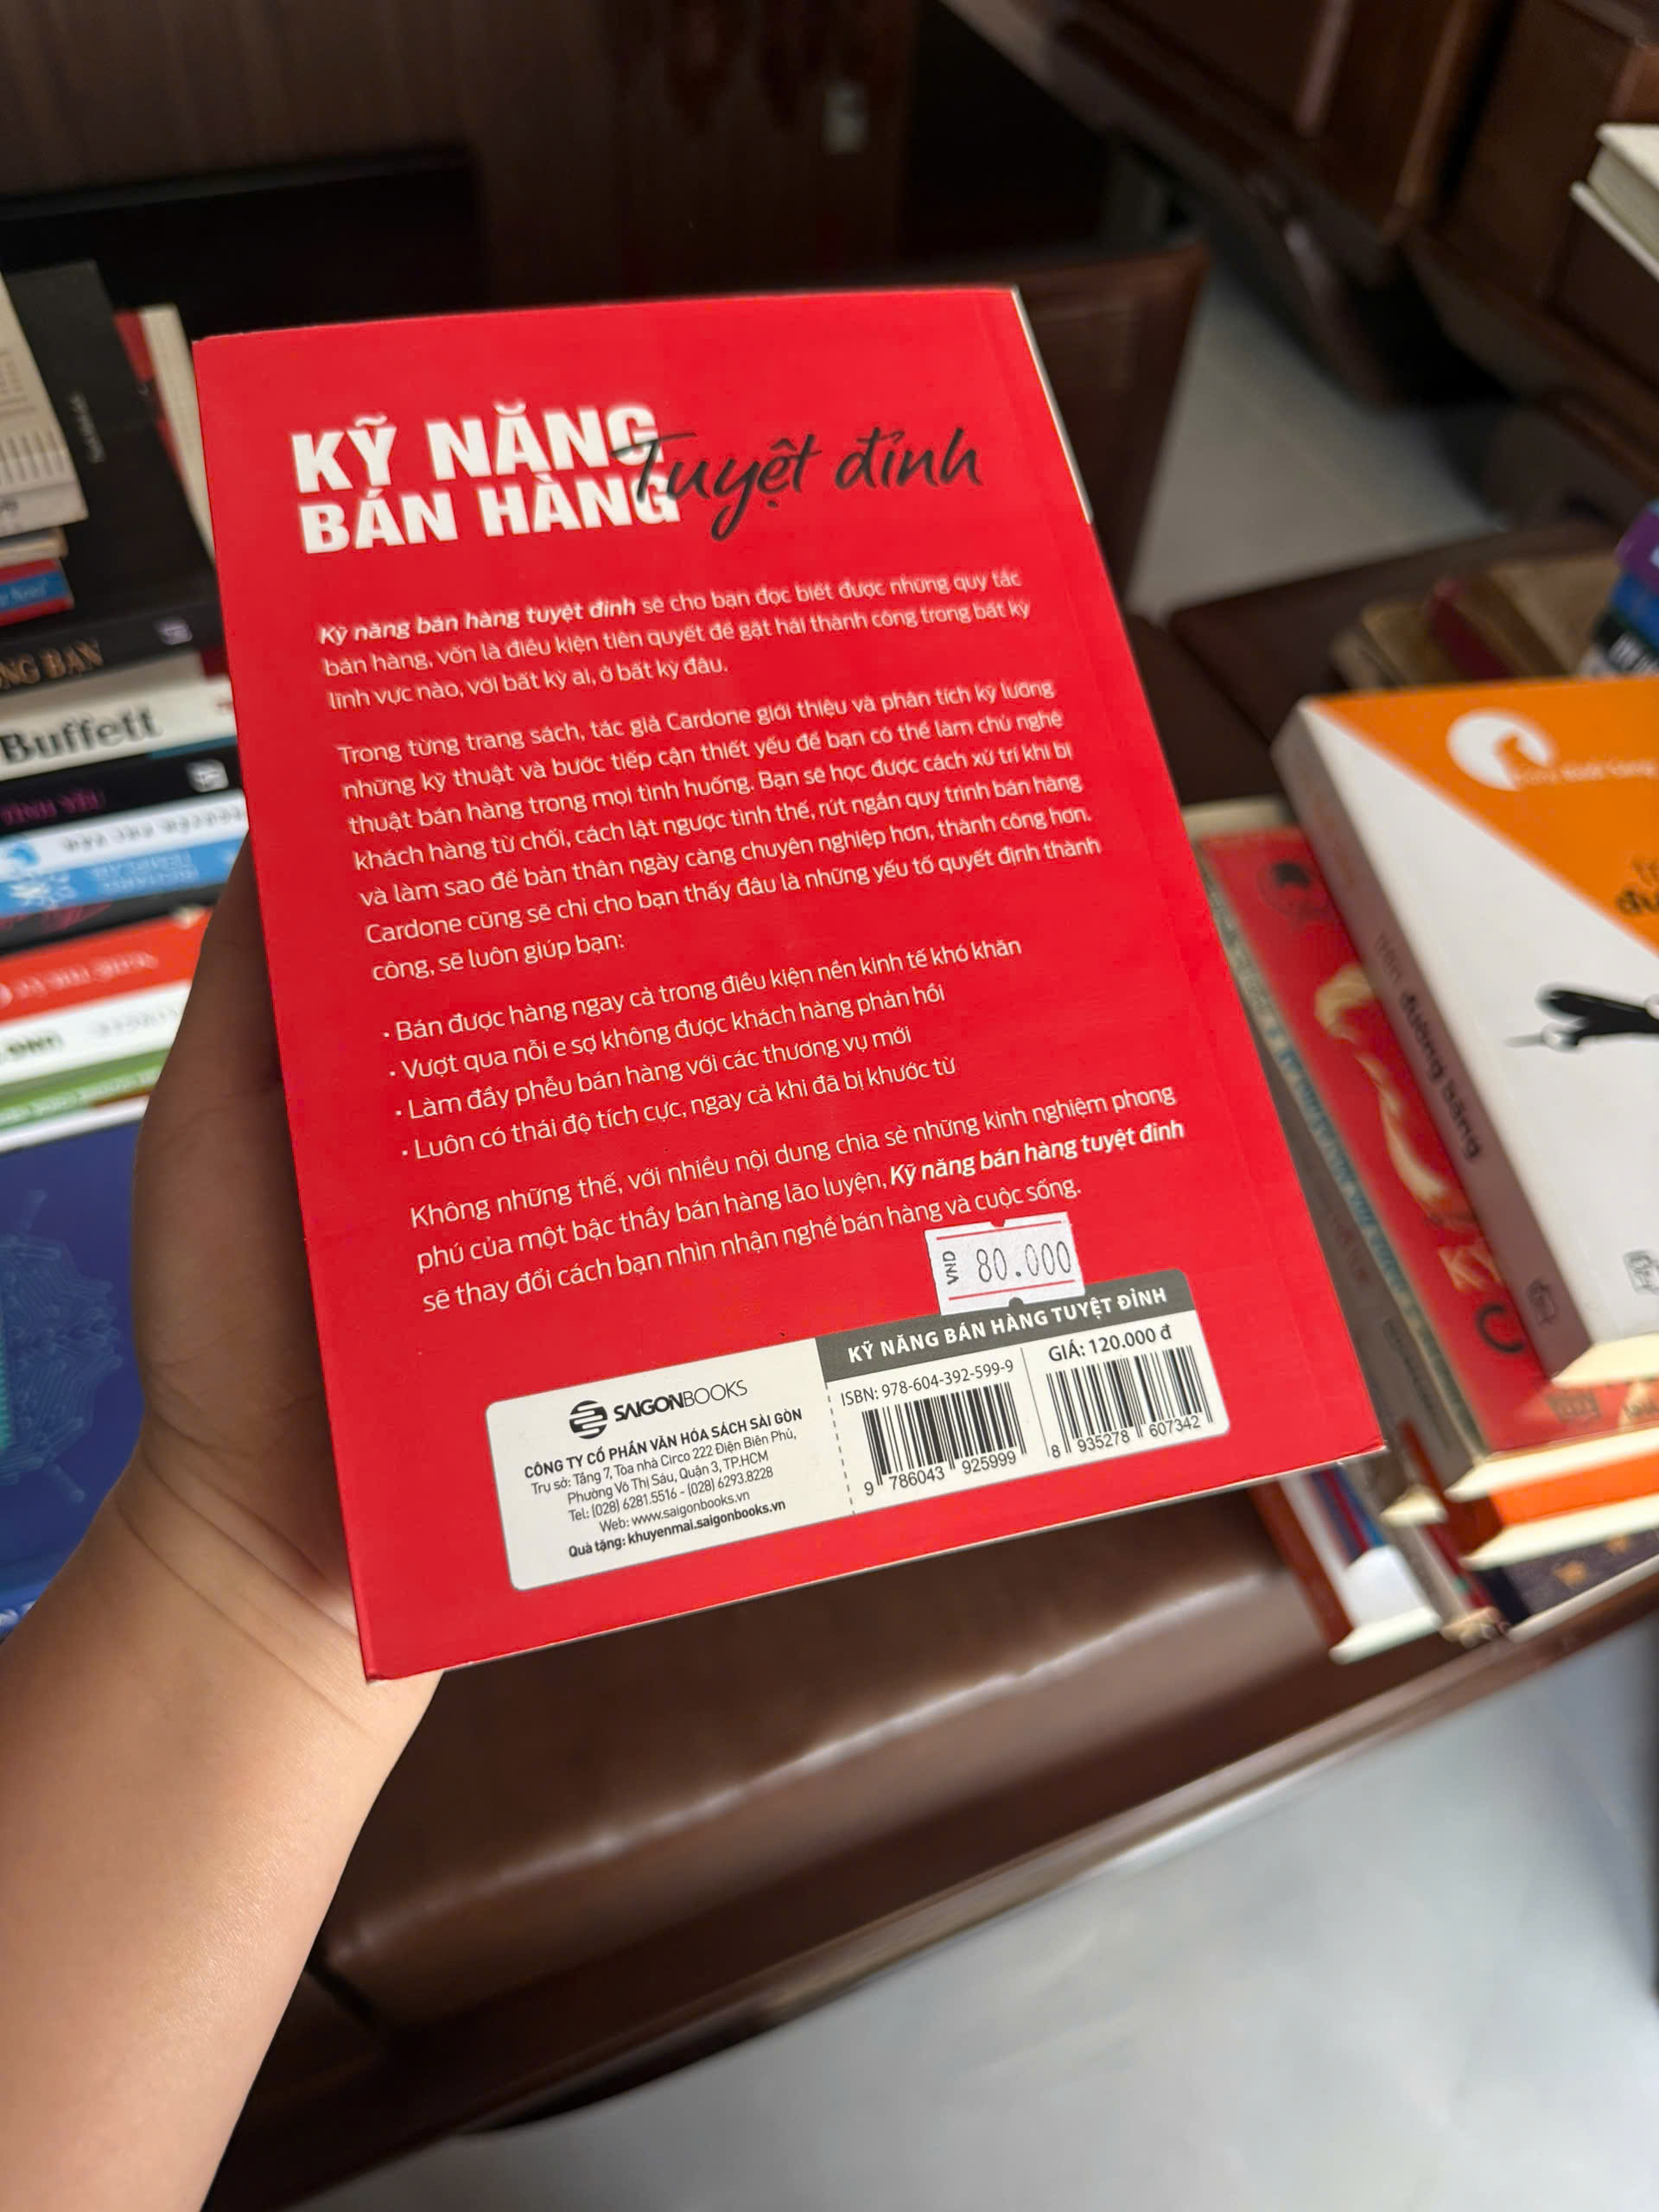 KỸ NĂNG
BÁN HÀNG
Tuyệt đỉnh
Kỹ năng bán hàng tuyệt đỉnh sẽ cho bạn đọc biết được những quy tắc
bán hàng, vốn là điều kiện tiên quyết để gặt hái thành công trong bất kỳ
lĩnh vực nào, với bất kỳ ai, ở bất kỳ đâu.
Trong từng trang sách, tác giả Cardone giới thiệu và phân tích kỹ lưỡng
những kỹ thuật và bước tiếp cận thiết yếu để bạn có thể làm chủ nghệ
thuật bán hàng trong mọi tình huống. Bạn sẽ học được cách xử trí khi bị
khách hàng từ chối, cách lật ngược tình thế, rút ngắn quy trình bán hàng
và làm sao để bản thân ngày càng chuyên nghiệp hơn, thành công hơn.
Cardone cũng sẽ chỉ cho bạn thấy đâu là những yếu tố quyết định thành
công, sẽ luôn giúp bạn:
• Bán được hàng ngay cả trong điều kiện nền kinh tế khó khăn
• Vượt qua nỗi e sợ không được khách hàng phản hồi
• Làm đầy phễu bán hàng với các thương vụ mới
• Luôn có thái độ tích cực, ngay cả khi đã bị khước từ
Không những thế, với nhiều nội dung chia sẻ những kinh nghiệm phong
phú của một bậc thầy bán hàng lão luyện, Kỹ năng bán hàng tuyệt đỉnh
sẽ thay đổi cách bạn nhìn nhận nghề bán hàng và cuộc sống.
VND 80.000
SAIGONBOOKS
CÔNG TY CỔ PHẦN VĂN HÓA SÁCH SÀI GÒN
Trụ sở: Tầng 7, Tòa nhà Circo 222 Điện Biên Phủ,
Phường Võ Thị Sáu, Quận 3, TP.HCM
Tel: (028) 6281.5516 - (028) 6293.8228
Web: www.saigonbooks.vn
Quà tặng: khuyenmai.saigonbooks.vn
KỸ NĂNG BÁN HÀNG TUYỆT ĐỈNH
ISBN: 978-604-392-599-9
GIÁ: 120.000 đ
9 786043 925999
8 935278 607342
Buffett
đường băng